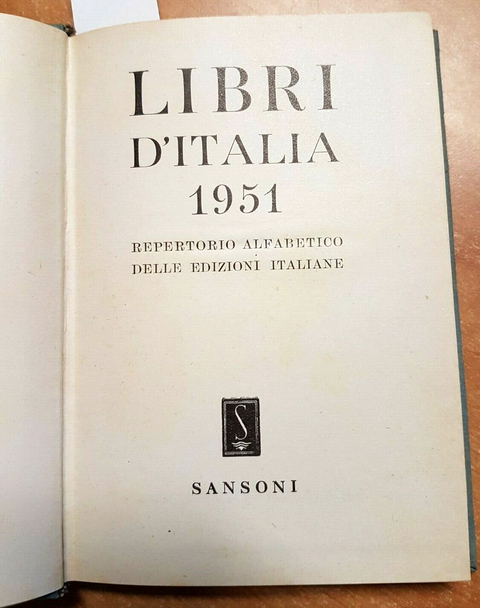 LIBRI
D'ITALIA
1951
REPERTORIO ALFABETICO
DELLE EDIZIONI ITALIANE
S
SANSONI